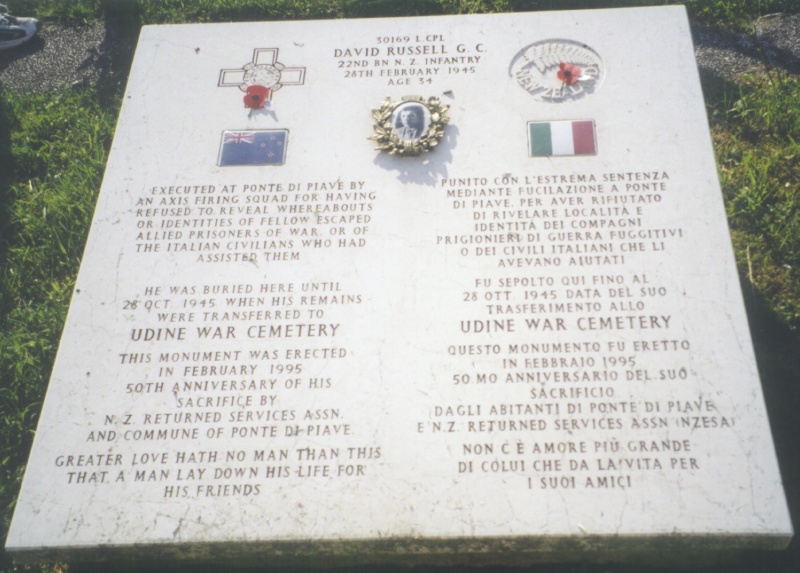 30169 L.CPL
DAVID RUSSELL G. C.
22ND BN N. Z. INFANTRY
28TH FEBRUARY 1945
AGE 34
NEW ZEALAND
EXECUTED AT PONTE DI PIAVE BY
AN AXIS FIRING SQUAD FOR HAVING
REFUSED TO REVEAL WHEREABOUTS
OR IDENTITIES OF FELLOW ESCAPED
ALLIED PRISONERS OF WAR, OR OF
THE ITALIAN CIVILIANS WHO HAD
ASSISTED THEM
HE WAS BURIED HERE UNTIL
28 OCT. 1945 WHEN HIS REMAINS
WERE TRANSFERRED TO
UDINE WAR CEMETERY
THIS MONUMENT WAS ERECTED
IN FEBRUARY 1995
50TH ANNIVERSARY OF HIS
SACRIFICE BY
N. Z. RETURNED SERVICES ASSN.
AND COMMUNE OF PONTE DI PIAVE
GREATER LOVE HATH NO MAN THAN THIS
THAT A MAN LAY DOWN HIS LIFE FOR
HIS FRIENDS
PUNITO CON L'ESTREMA SENTENZA
MEDIANTE FUCILAZIONE A PONTE
DI PIAVE, PER AVER RIFIUTATO
DI RIVELARE LOCALITÀ E
IDENTITÀ DEI COMPAGNI
PRIGIONIERI DI GUERRA FUGGITIVI
O DEI CIVILI ITALIANI CHE LI
AVEVANO AIUTATI
FU SEPOLTO QUI FINO AL
28 OTT. 1945 DATA DEL SUO
TRASFERIMENTO ALLO
UDINE WAR CEMETERY
QUESTO MONUMENTO FU ERETTO
IN FEBBRAIO 1995
50 MO ANNIVERSARIO DEL SUO
SACRIFICIO
DAGLI ABITANTI DI PONTE DI PIAVE
E N.Z. RETURNED SERVICES ASSN (NZESA)
NON C'È AMORE PIÙ GRANDE
DI COLUI CHE DA LA VITA PER
I SUOI AMICI